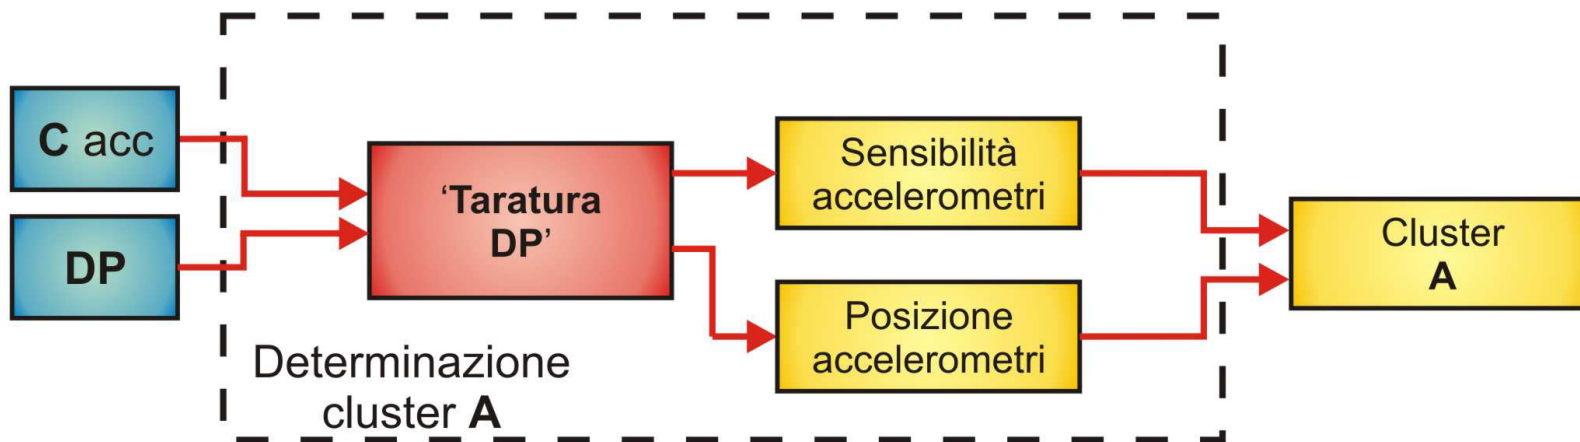 C acc
DP
'Taratura
DP'
Sensibilità
accelerometri
Posizione
accelerometri
Cluster
A
Determinazione
cluster A